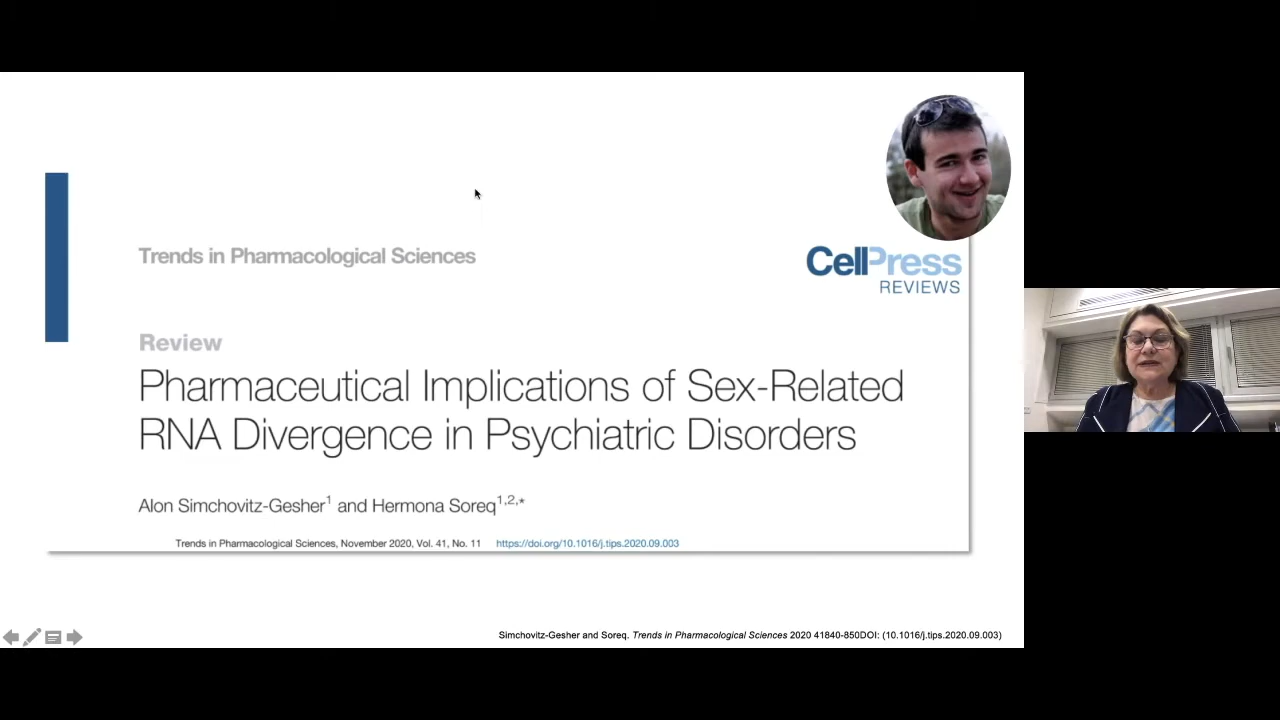 Trends in Pharmacological Sciences
CellPress
REVIEWS
Review
Pharmaceutical Implications of Sex-Related
RNA Divergence in Psychiatric Disorders
Alon Simchovitz-Gesher1 and Hermona Soreq1,2,*
Trends in Pharmacological Sciences, November 2020, Vol. 41, No. 11 https://doi.org/10.1016/j.tips.2020.09.003
Simchovitz-Gesher and Soreq. Trends in Pharmacological Sciences 2020 41840-850DOI: (10.1016/j.tips.2020.09.003)